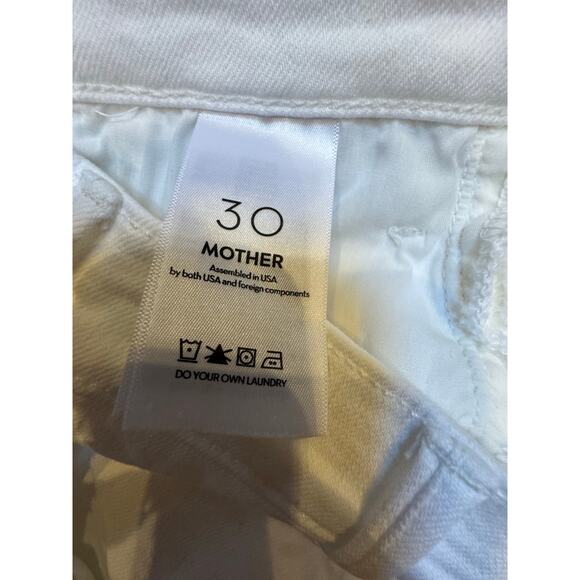 30
MOTHER
Assembled in USA
by both USA and foreign components
DO YOUR OWN LAUNDRY